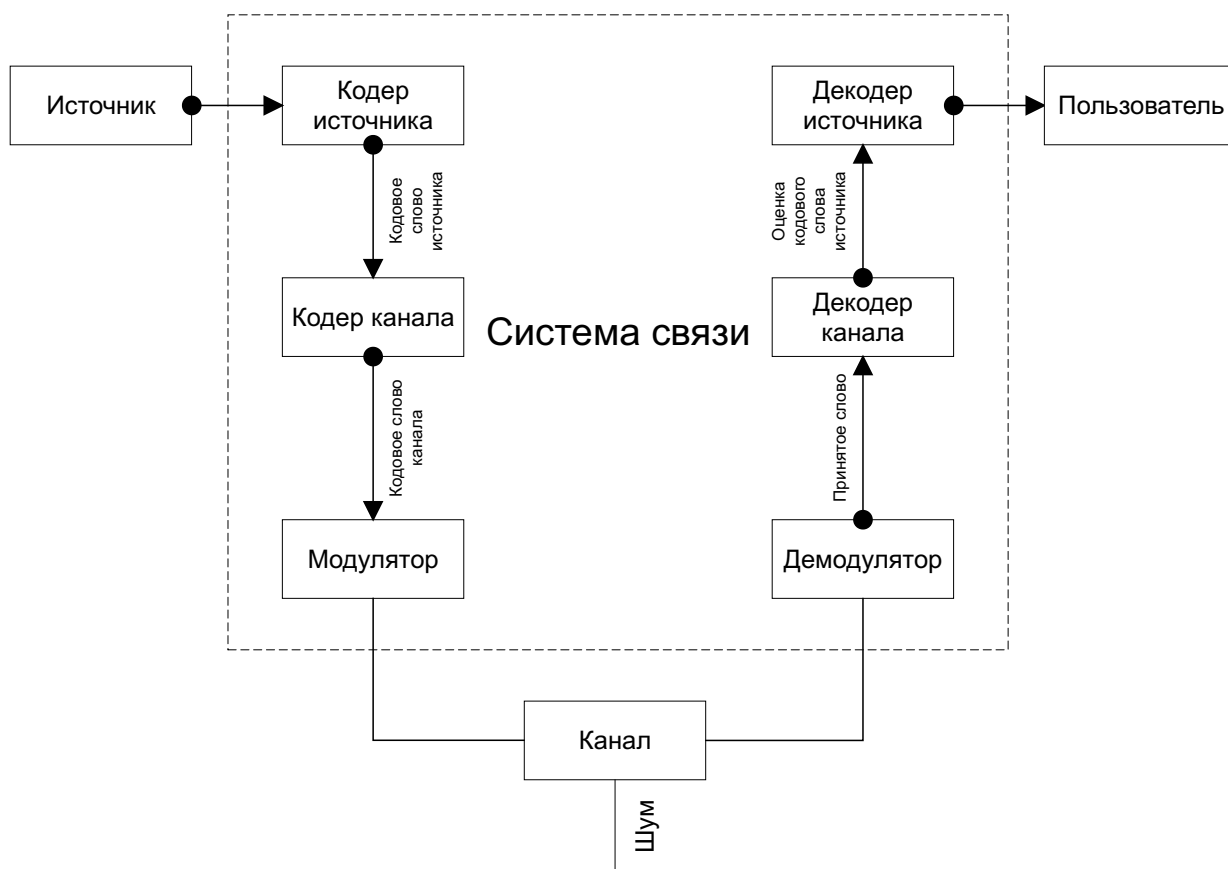 Источник
Кодер
источника
Декодер
источника
Пользователь
Кодовое
слово
источника
Оценка
кодового
слова
источника
Кодер канала
Система связи
Декодер
канала
Кодовое слово
канала
Принятое слово
Модулятор
Демодулятор
Канал
Шум